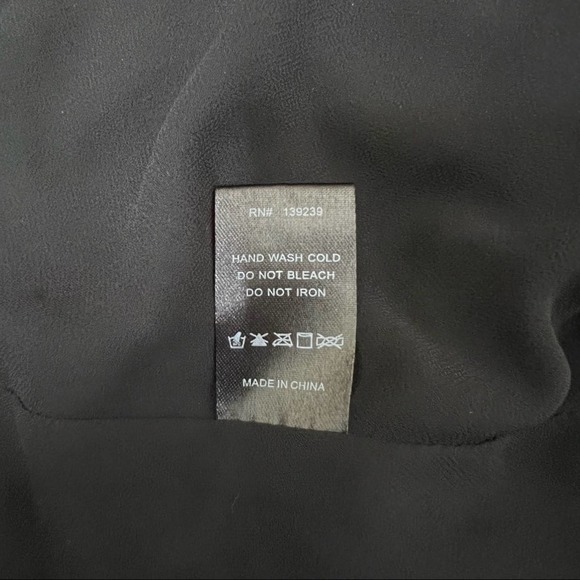 RN# 139239
HAND WASH COLD
DO NOT BLEACH
DO NOT IRON
MADE IN CHINA